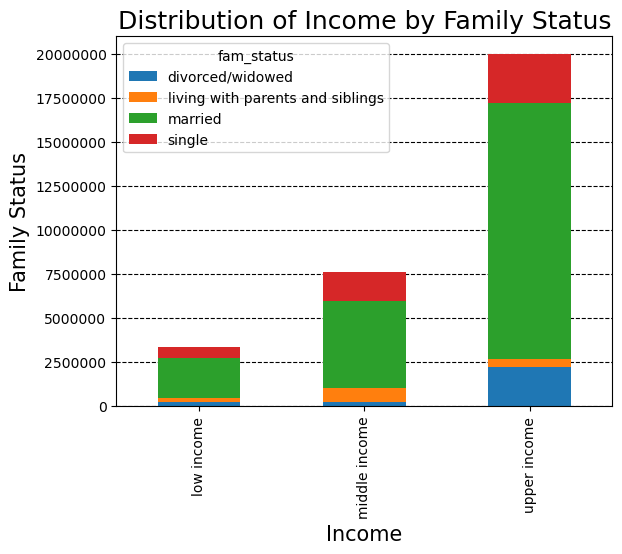 Distribution of Income by Family Status
fam_status
divorced/widowed
living with parents and siblings
married
single
20000000
17500000
15000000
12500000
10000000
7500000
5000000
2500000
0
Family Status
low income
middle income
upper income
Income